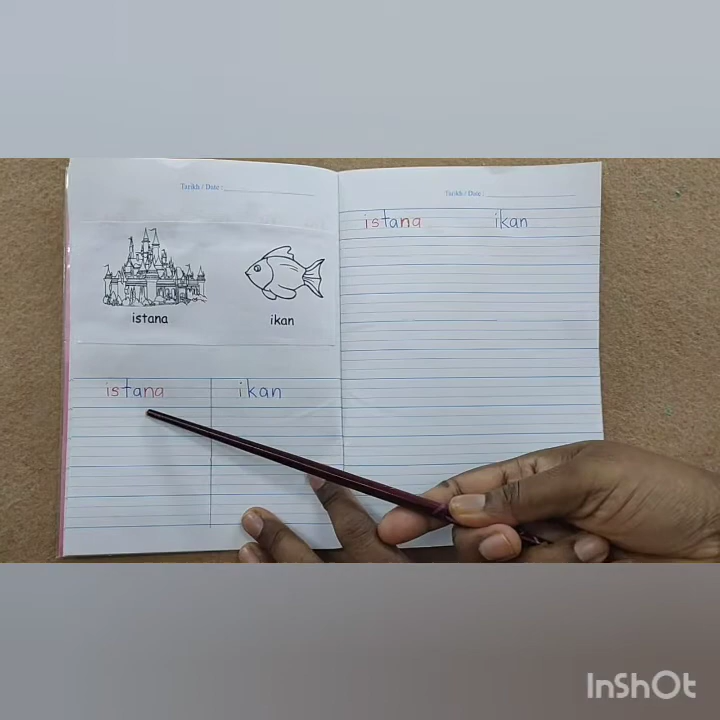 Tarikh / Date :
istana ikan
istana ikan
Tarikh / Date :
istana ikan
InShOt